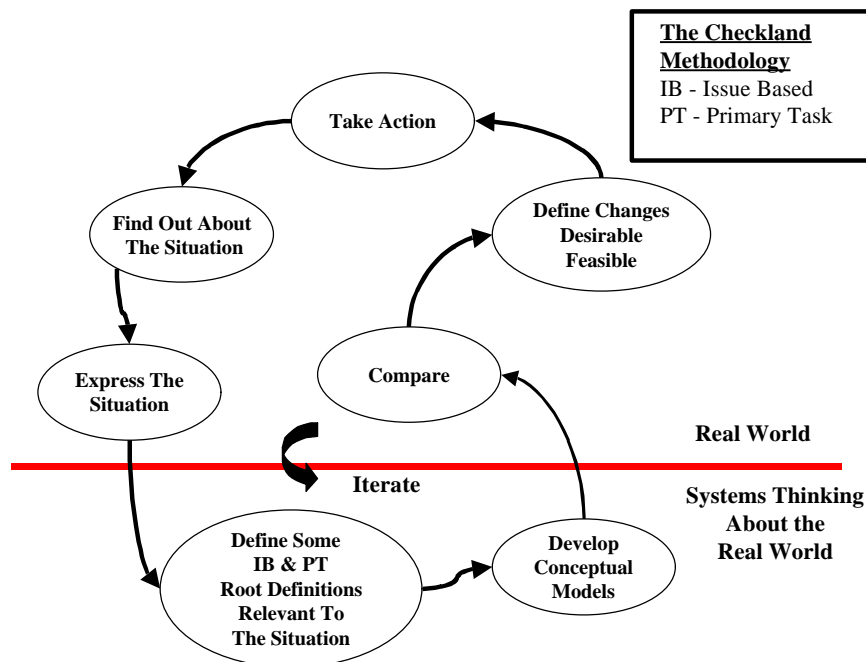 The Checkland
Methodology
IB - Issue Based
PT - Primary Task
Take Action
Find Out About
The Situation
Define Changes
Desirable
Feasible
Express The
Situation
Compare
Real World
Iterate
Systems Thinking
About the
Real World
Define Some
IB & PT
Root Definitions
Relevant To
The Situation
Develop
Conceptual
Models